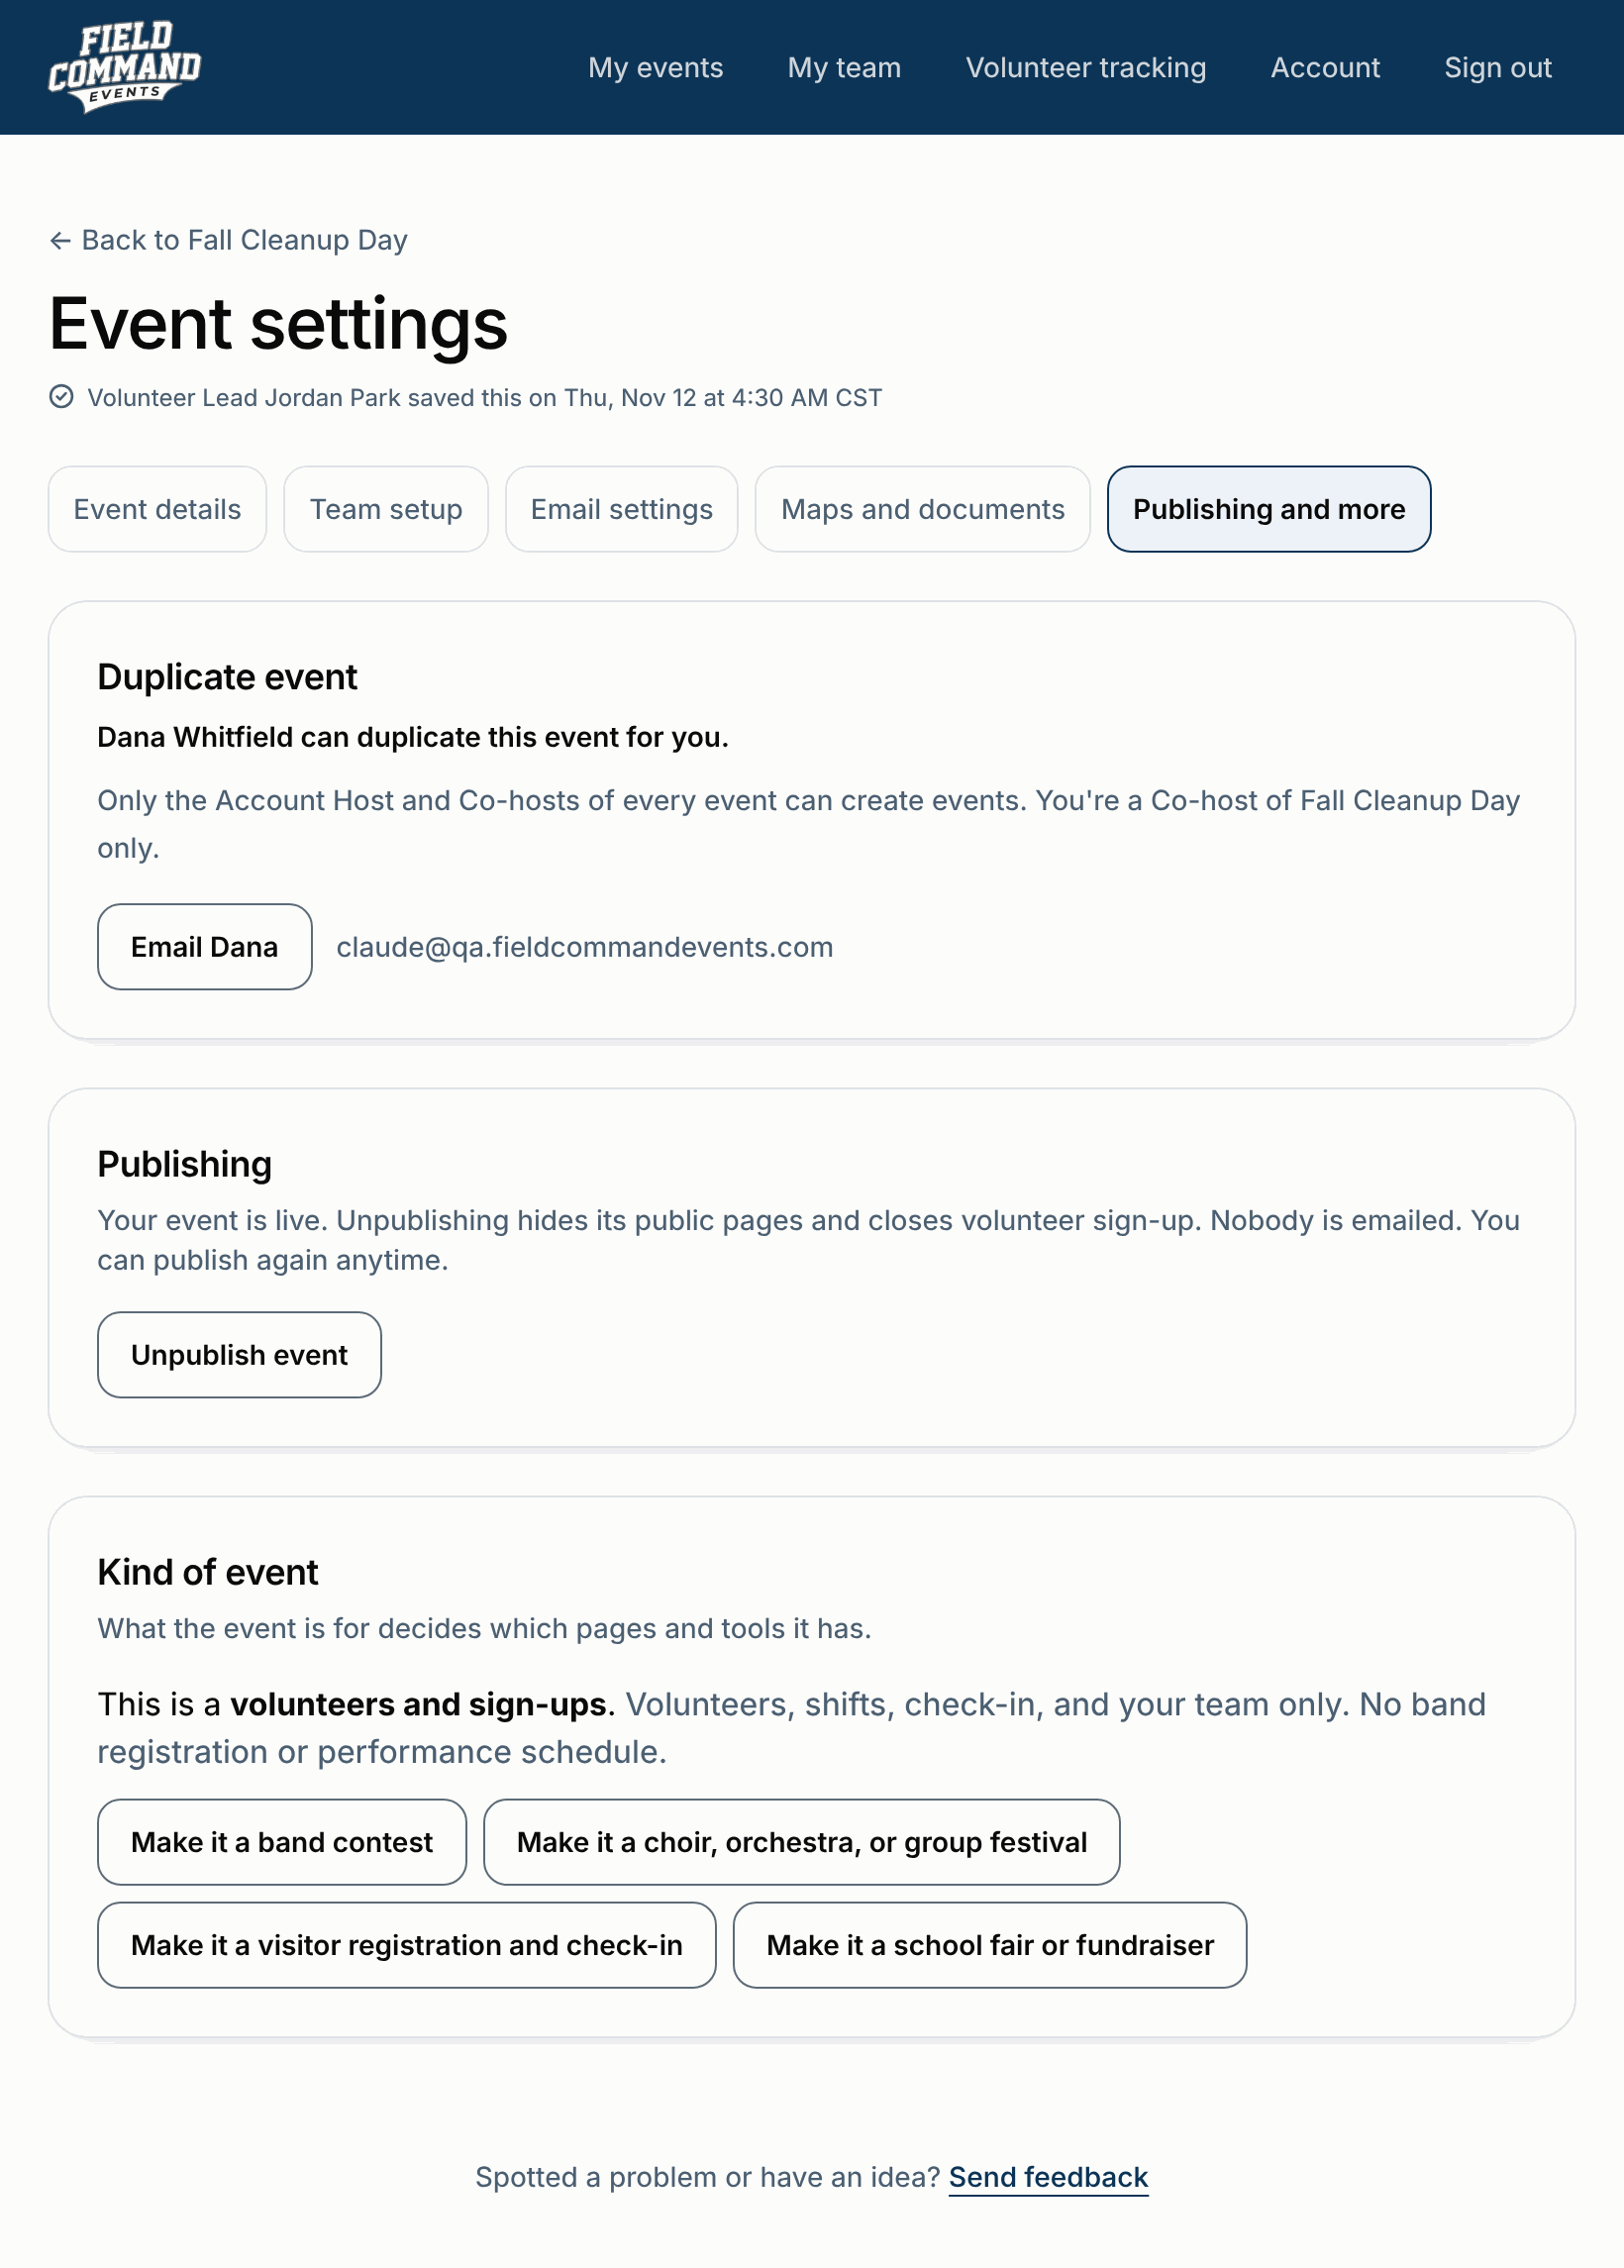 FIELD
COMMAND
EVENTS
My events
My team
Volunteer tracking
Account
Sign out
← Back to Fall Cleanup Day
Event settings
Volunteer Lead Jordan Park saved this on Thu, Nov 12 at 4:30 AM CST
Event details
Team setup
Email settings
Maps and documents
Publishing and more
Duplicate event
Dana Whitfield can duplicate this event for you.
Only the Account Host and Co-hosts of every event can create events. You're a Co-host of Fall Cleanup Day
only.
Email Dana
claude@qa.fieldcommandevents.com
Publishing
Your event is live. Unpublishing hides its public pages and closes volunteer sign-up. Nobody is emailed. You
can publish again anytime.
Unpublish event
Kind of event
What the event is for decides which pages and tools it has.
This is a volunteers and sign-ups. Volunteers, shifts, check-in, and your team only. No band
registration or performance schedule.
Make it a band contest
Make it a choir, orchestra, or group festival
Make it a visitor registration and check-in
Make it a school fair or fundraiser
Spotted a problem or have an idea? Send feedback